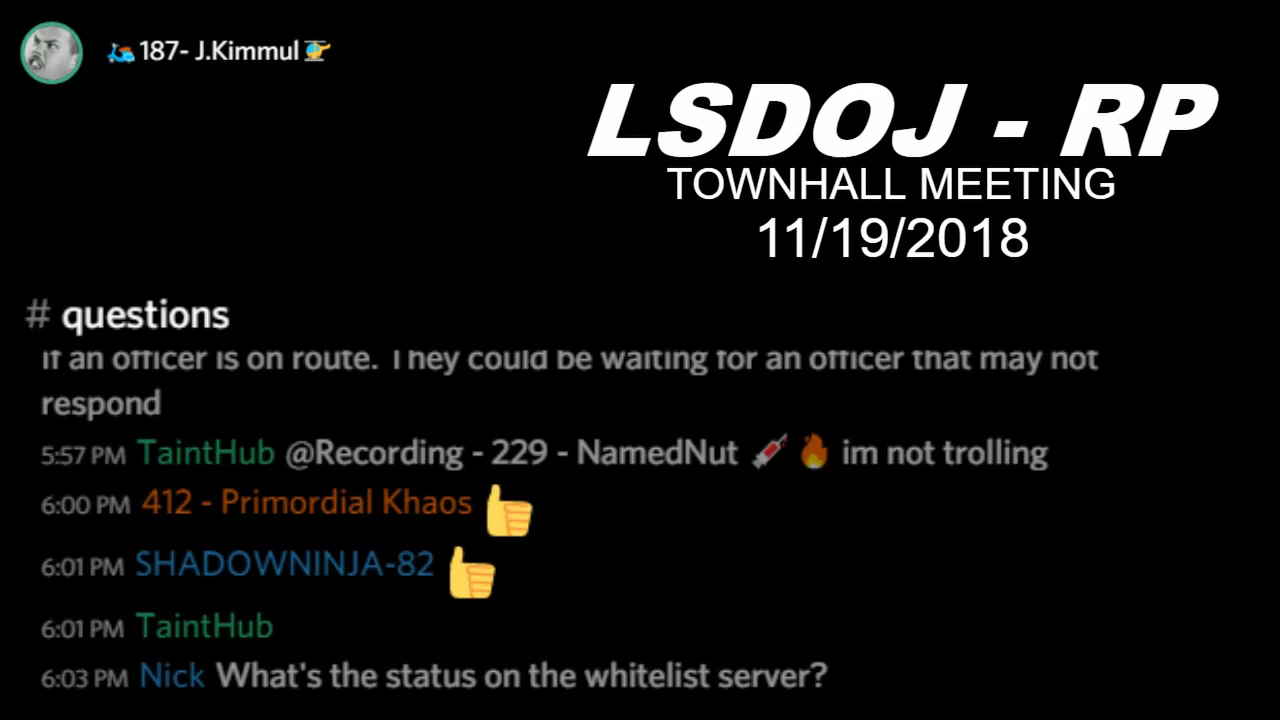 187- J.Kimmul
LSDOJ - RP
TOWNHALL MEETING
11/19/2018
# questions
If an officer is on route. They could be waiting for an officer that may not
respond
5:57 PM TaintHub @Recording - 229 - NamedNut 💉 🔥 im not trolling
6:00 PM 412 - Primordial Khaos 👍
6:01 PM SHADOWNINJA-82 👍
6:01 PM TaintHub
6:03 PM Nick What's the status on the whitelist server?